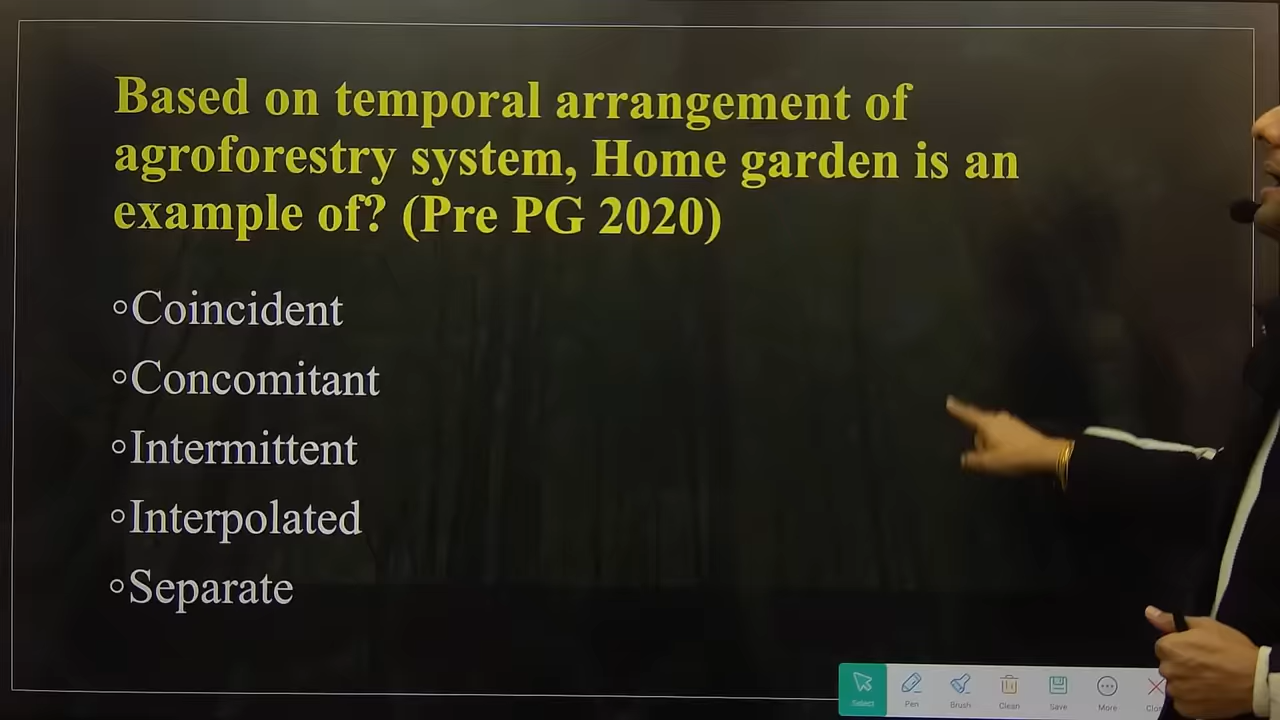 Based on temporal arrangement of
agroforestry system, Home garden is an
example of? (Pre PG 2020)
◦Coincident
◦Concomitant
◦Intermittent
◦Interpolated
◦Separate
Select Pen Brush Clean Save More